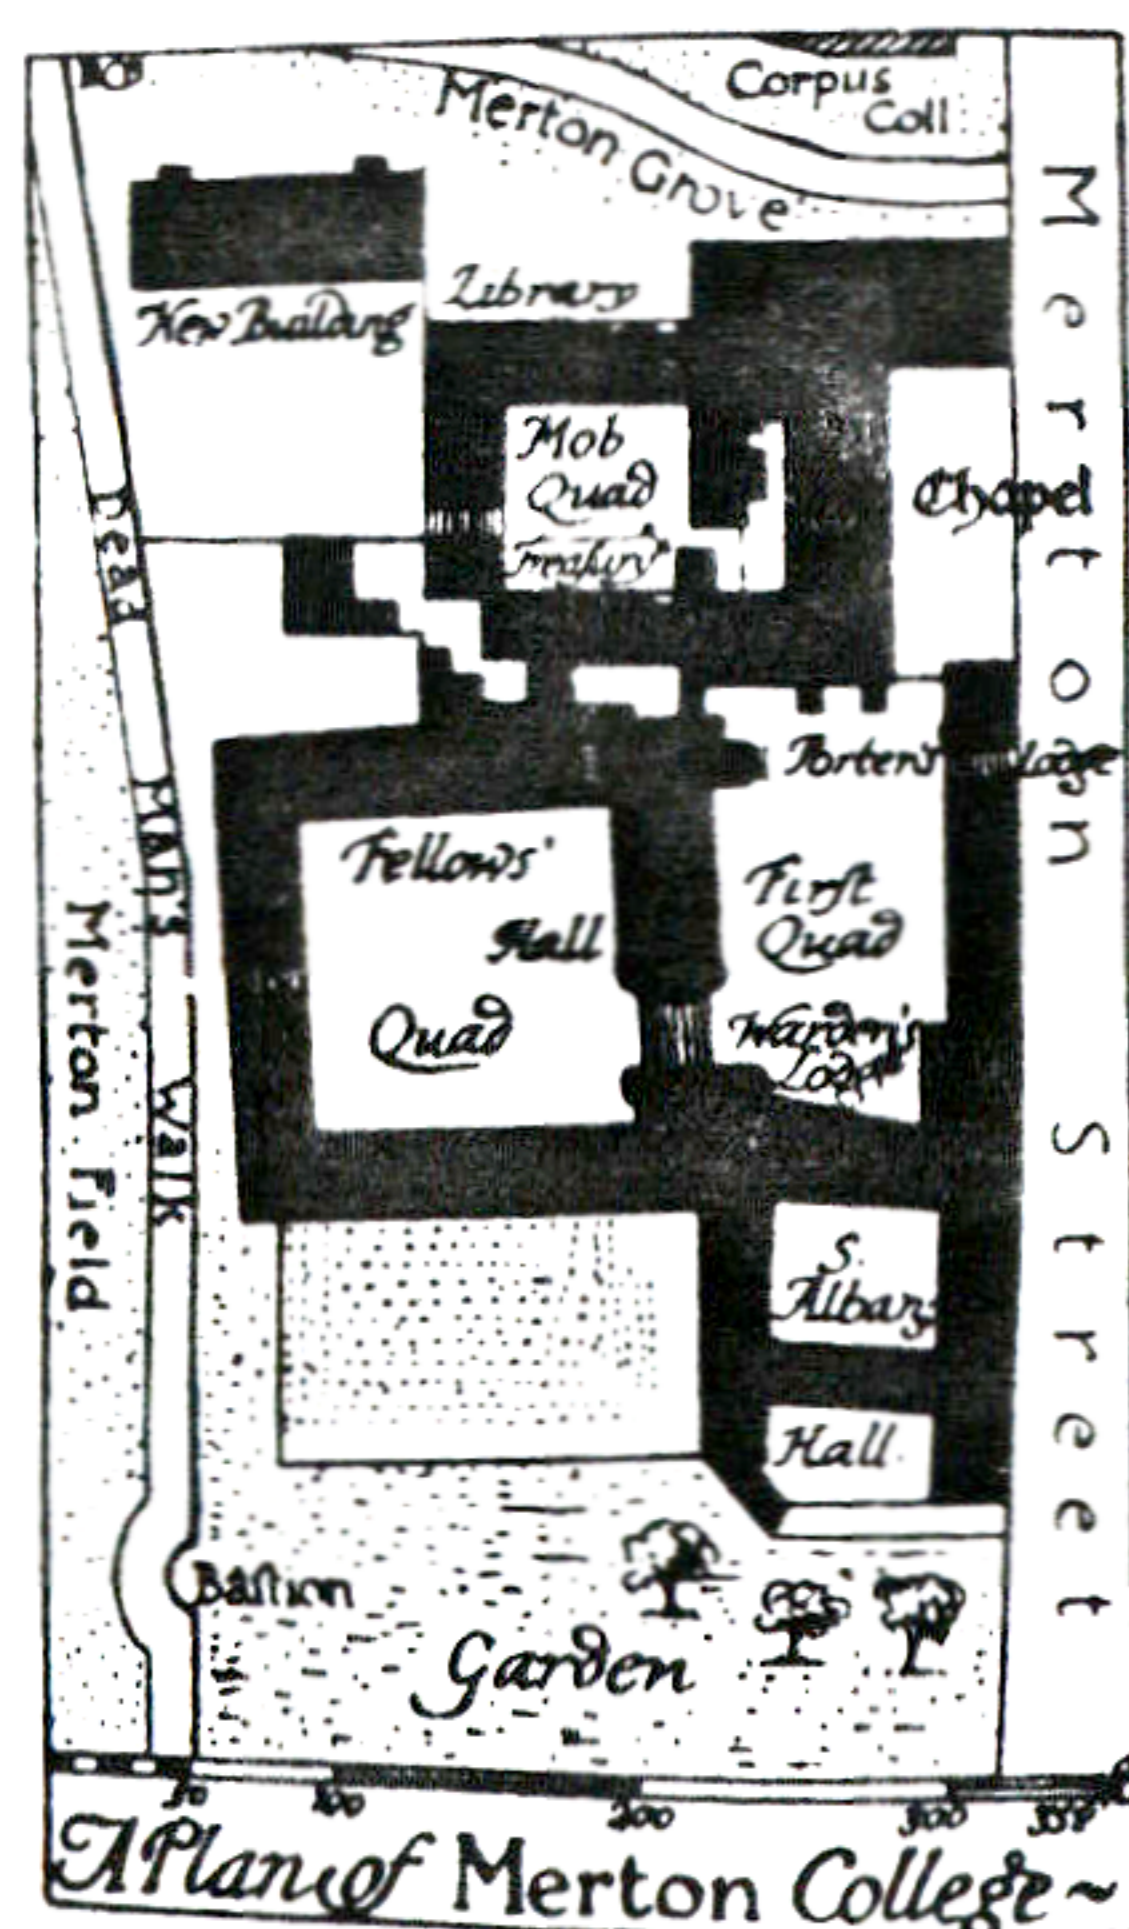 Corpus
Coll
Merton Grove
Library
New Building
Mob
Quad
Chapel
Porter's Lodge
Fellows'
Hall
Quad
First
Quad
Warden's
Lodge
S.
Alban
Hall
Dead Man's Walk
Merton Field
Merton Street
Bastion
Garden
50 100 200 300
A Plan of Merton College~